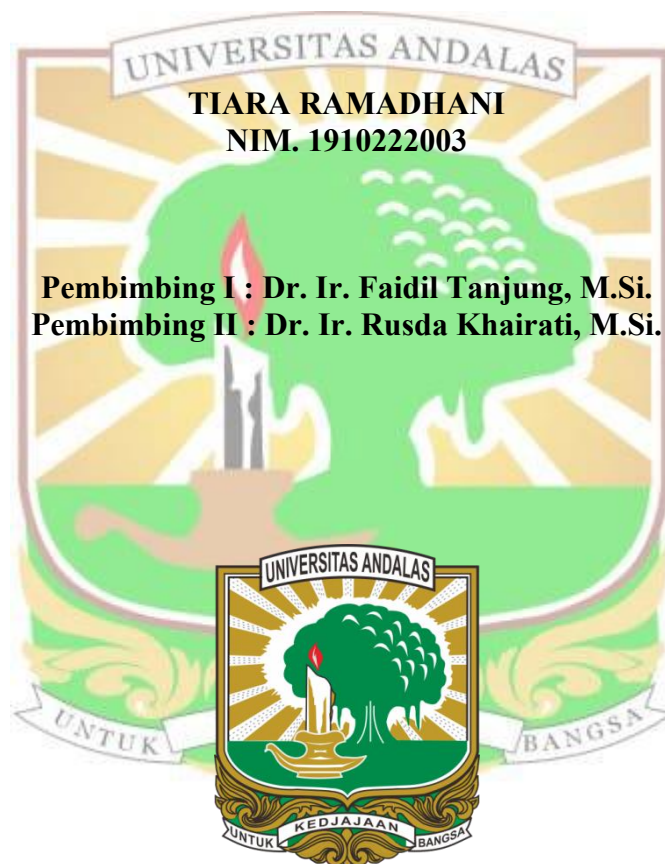 UNIVERSITAS ANDALAS
TIARA RAMADHANI
NIM. 1910222003
Pembimbing I : Dr. Ir. Faidil Tanjung, M.Si.
Pembimbing II : Dr. Ir. Rusda Khairati, M.Si.
UNIVERSITAS ANDALAS
UNTUK BANGSA
UNTUK KEDJAJAAN BANGSA